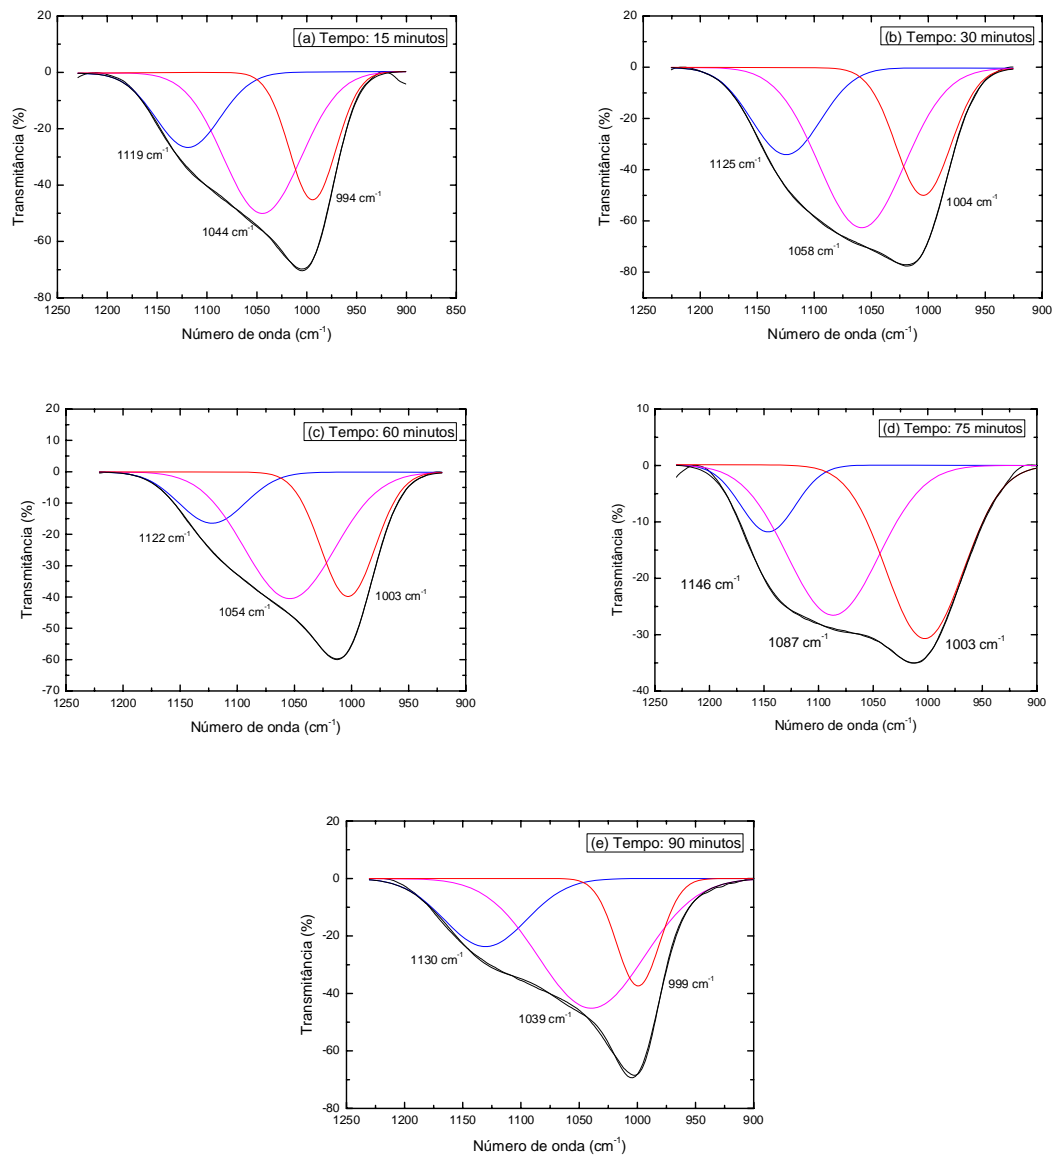 (a) Tempo: 15 minutos
20
0
-20
-40
-60
-80
Transmitância (%)
1119 cm-1
1044 cm-1
994 cm-1
1250 1200 1150 1100 1050 1000 950 900 850
Número de onda (cm-1)
(b) Tempo: 30 minutos
20
0
-20
-40
-60
-80
Transmitância (%)
1125 cm-1
1058 cm-1
1004 cm-1
1250 1200 1150 1100 1050 1000 950 900
Número de onda (cm-1)
(c) Tempo: 60 minutos
20
10
0
-10
-20
-30
-40
-50
-60
-70
Transmitância (%)
1122 cm-1
1054 cm-1
1003 cm-1
1250 1200 1150 1100 1050 1000 950 900
Número de onda (cm-1)
(d) Tempo: 75 minutos
10
0
-10
-20
-30
-40
Transmitância (%)
1146 cm-1
1087 cm-1
1003 cm-1
1250 1200 1150 1100 1050 1000 950 900
Número de onda (cm-1)
(e) Tempo: 90 minutos
20
0
-20
-40
-60
-80
Transmitância (%)
1130 cm-1
1039 cm-1
999 cm-1
1250 1200 1150 1100 1050 1000 950 900
Número de onda (cm-1)